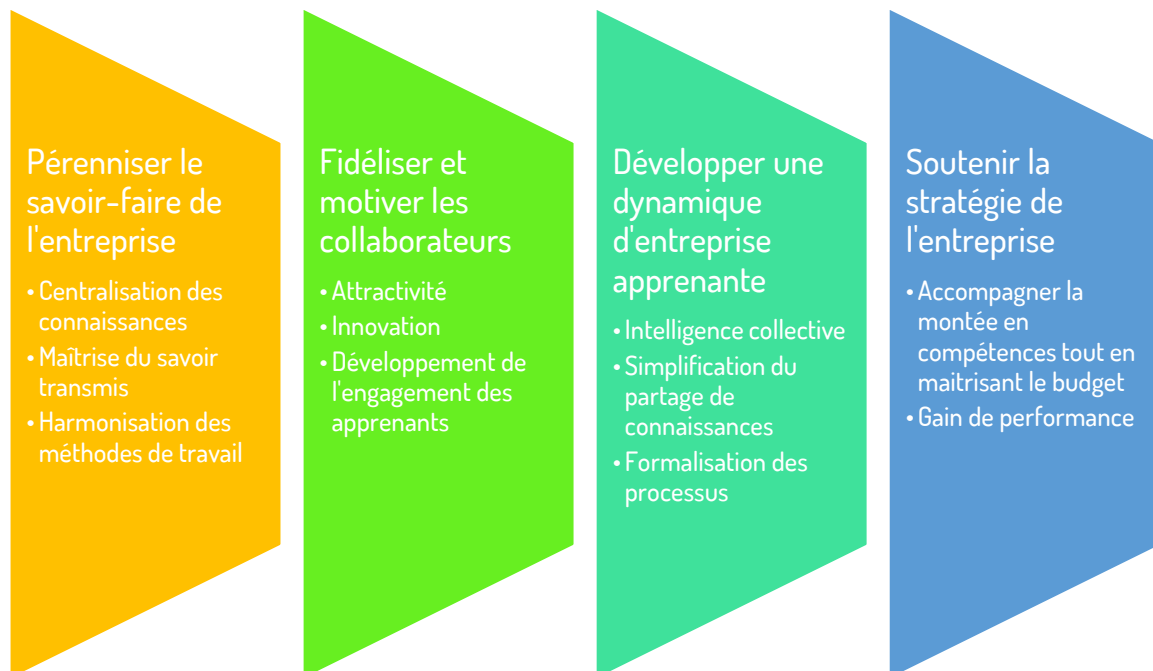 Pérenniser le
savoir-faire de
l'entreprise
• Centralisation des
connaissances
• Maîtrise du savoir
transmis
• Harmonisation des
méthodes de travail
Fidéliser et
motiver les
collaborateurs
• Attractivité
• Innovation
• Développement de
l'engagement des
apprenants
Développer une
dynamique
d'entreprise
apprenante
• Intelligence collective
• Simplification du
partage de
connaissances
• Formalisation des
processus
Soutenir la
stratégie de
l'entreprise
• Accompagner la
montée en
compétences tout en
maitrisant le budget
• Gain de performance